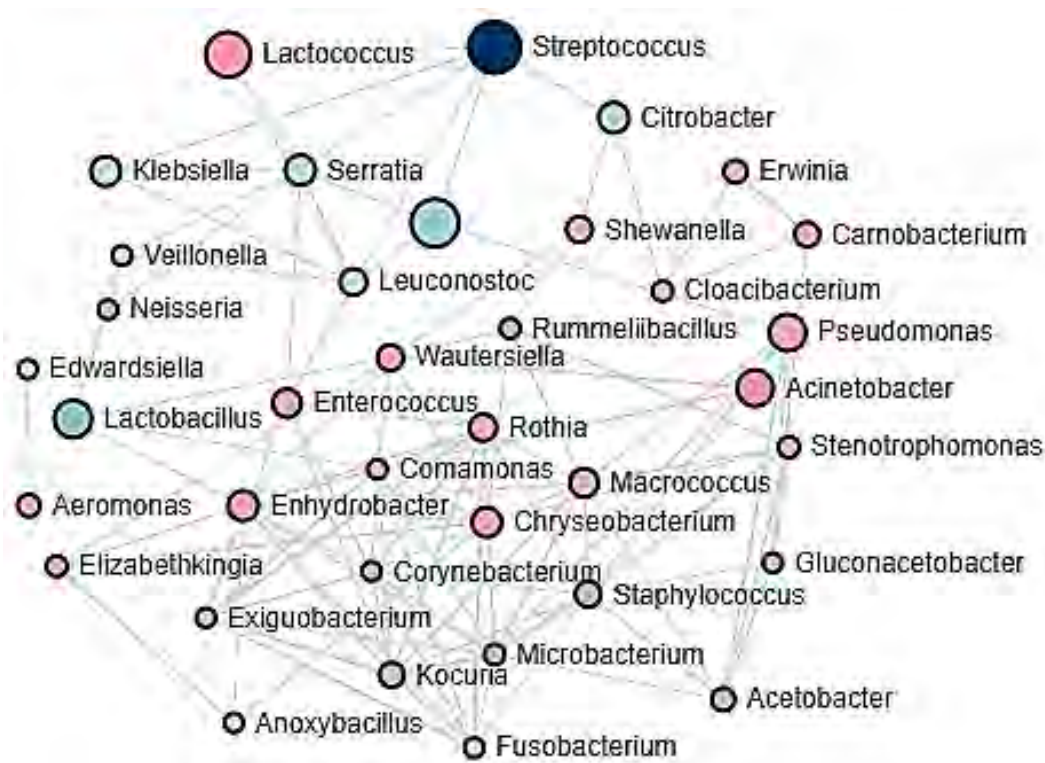 Lactococcus
Streptococcus
Citrobacter
Klebsiella
Serratia
Erwinia
Shewanella
Carnobacterium
Veillonella
Leuconostoc
Cloacibacterium
Neisseria
Rummeliibacillus
Pseudomonas
Wautersiella
Edwardsiella
Acinetobacter
Lactobacillus
Enterococcus
Rothia
Stenotrophomonas
Comamonas
Macrococcus
Aeromonas
Enhydrobacter
Chryseobacterium
Elizabethkingia
Corynebacterium
Gluconacetobacter
Staphylococcus
Exiguobacterium
Microbacterium
Kocuria
Acetobacter
Anoxybacillus
Fusobacterium